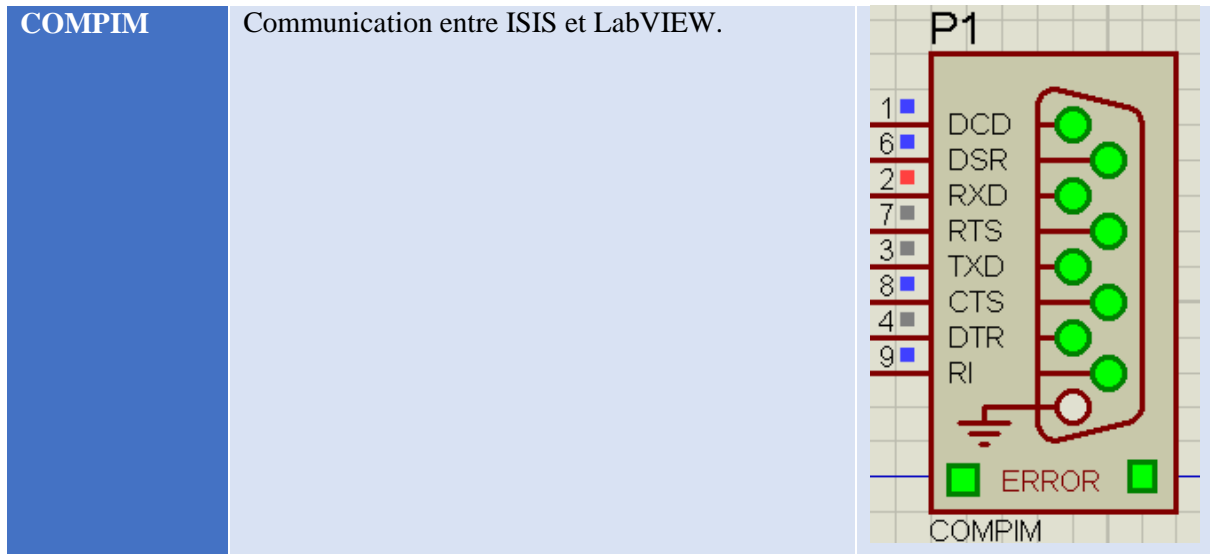 COMPIM
Communication entre ISIS et LabVIEW.
P1
1
DCD
6
DSR
2
RXD
7
RTS
3
TXD
8
CTS
4
DTR
9
RI
ERROR
COMPIM